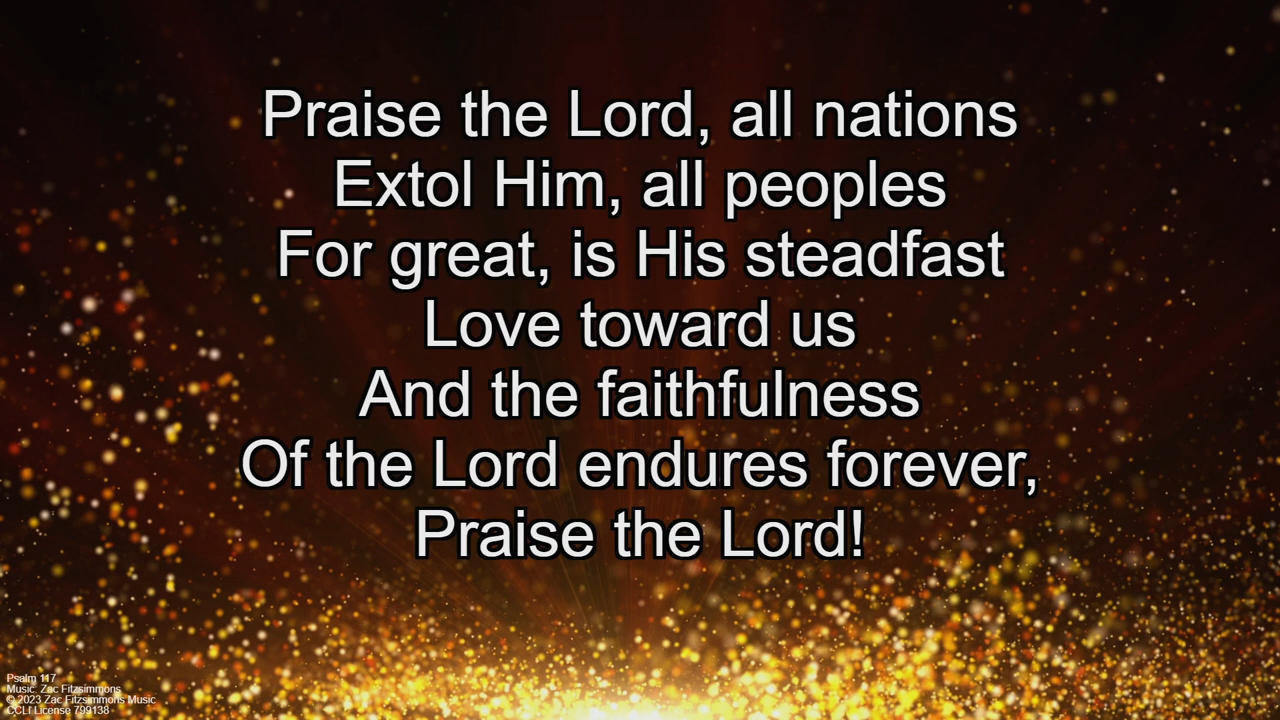 Praise the Lord, all nations
Extol Him, all peoples
For great, is His steadfast
Love toward us
And the faithfulness
Of the Lord endures forever,
Praise the Lord!
Psalm 117
Music: Zac Fitzsimmons
© 2023 Zac Fitzsimmons Music
CCLI License 799138